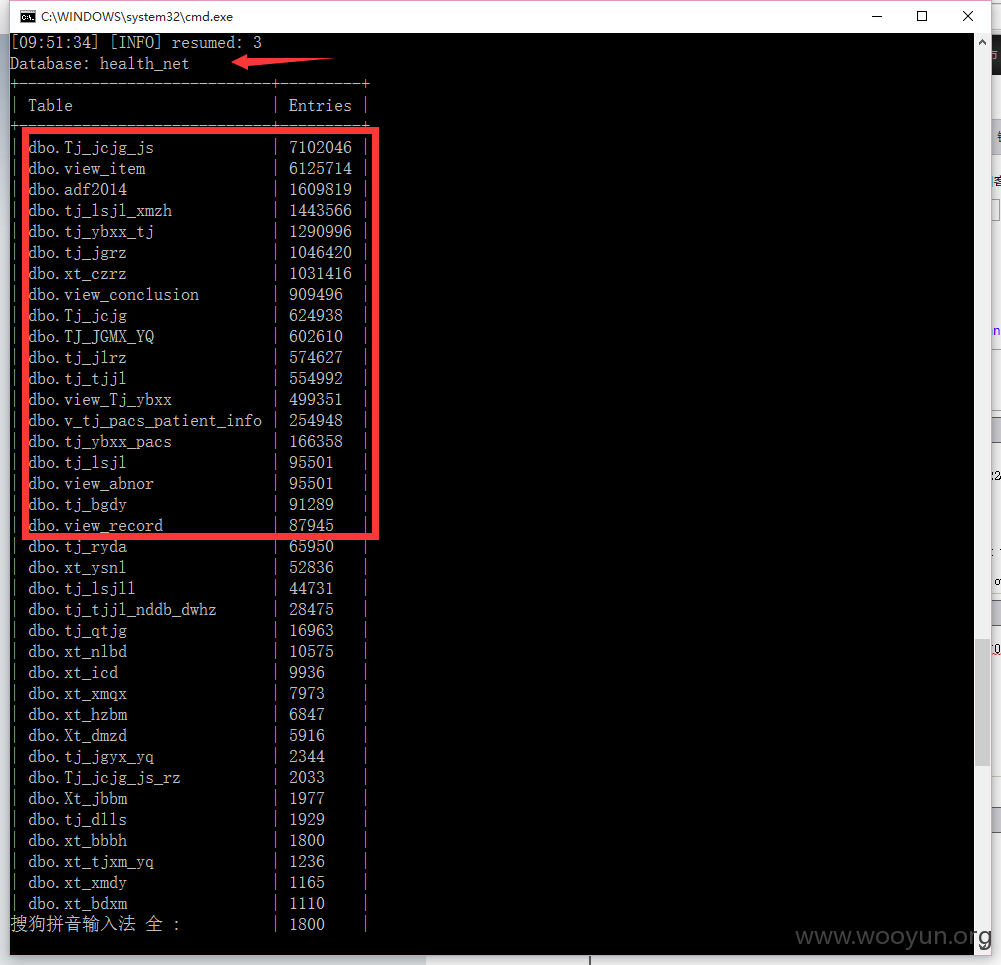 C:\WINDOWS\system32\cmd.exe
[09:51:34] [INFO] resumed: 3
Database: health_net
| Table | Entries |
| dbo.Tj_jcjg_js | 7102046 |
| dbo.view_item | 6125714 |
| dbo.adf2014 | 1609819 |
| dbo.tj_lsjl_xmzh | 1443566 |
| dbo.tj_ybxx_tj | 1290996 |
| dbo.tj_jgrz | 1046420 |
| dbo.xt_czrz | 1031416 |
| dbo.view_conclusion | 909496 |
| dbo.Tj_jcjg | 624938 |
| dbo.TJ_JGMX_YQ | 602610 |
| dbo.tj_jlrz | 574627 |
| dbo.tj_tjjl | 554992 |
| dbo.view_Tj_ybxx | 499351 |
| dbo.v_tj_pacs_patient_info | 254948 |
| dbo.tj_ybxx_pacs | 166358 |
| dbo.tj_lsjl | 95501 |
| dbo.view_abnor | 95501 |
| dbo.tj_bgdy | 91289 |
| dbo.view_record | 87945 |
| dbo.tj_ryda | 65950 |
| dbo.xt_ysnl | 52836 |
| dbo.tj_lsjll | 44731 |
| dbo.tj_tjjl_nddb_dwhz | 28475 |
| dbo.tj_qtjg | 16963 |
| dbo.xt_nlbd | 10575 |
| dbo.xt_icd | 9936 |
| dbo.xt_xmqx | 7973 |
| dbo.xt_hzbm | 6847 |
| dbo.Xt_dmzd | 5916 |
| dbo.tj_jgyx_yq | 2344 |
| dbo.Tj_jcjg_js_rz | 2033 |
| dbo.Xt_jbbm | 1977 |
| dbo.tj_dlls | 1929 |
| dbo.xt_bbbh | 1800 |
| dbo.xt_tjxm_yq | 1236 |
| dbo.xt_xmdy | 1165 |
| dbo.xt_bdxm | 1110 |
搜狗拼音输入法 全 : | 1800 |
www.wooyun.org